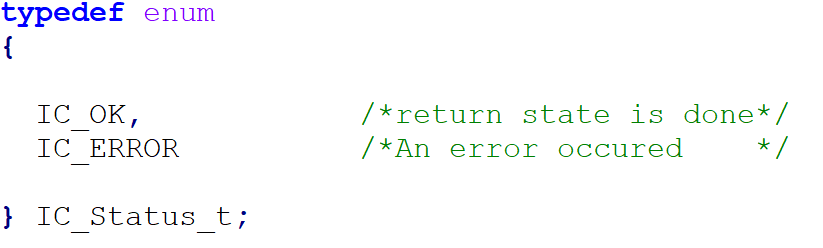 typedef enum
{
IC_OK, /*return state is done*/
IC_ERROR /*An error occured */
} IC_Status_t;